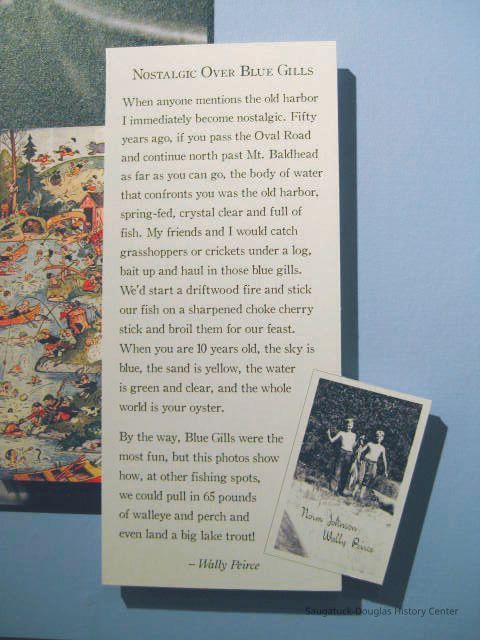 Nostalgic Over Blue Gills
When anyone mentions the old harbor
I immediately become nostalgic. Fifty
years ago, if you pass the Oval Road
and continue north past Mt. Baldhead
as far as you can go, the body of water
that confronts you was the old harbor,
spring-fed, crystal clear and full of
fish. My friends and I would catch
grasshoppers or crickets under a log,
bait up and haul in those blue gills.
We'd start a driftwood fire and stick
our fish on a sharpened choke cherry
stick and broil them for our feast.
When you are 10 years old, the sky is
blue, the sand is yellow, the water
is green and clear, and the whole
world is your oyster.
By the way, Blue Gills were the
most fun, but this photos show
how, at other fishing spots,
we could pull in 65 pounds
of walleye and perch and
even land a big lake trout!
– Wally Peirce
Norm Johnson
Wally Peirce
Saugatuck-Douglas History Center